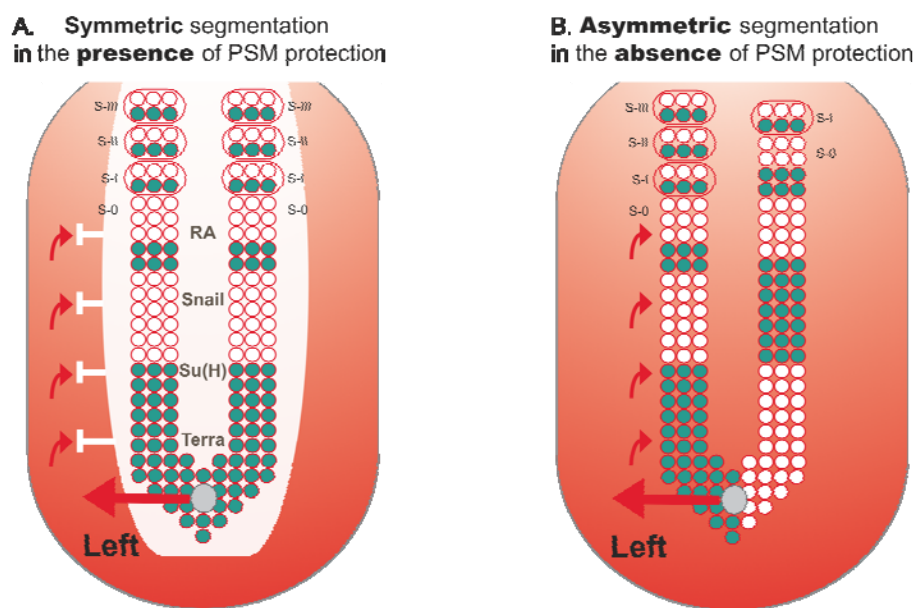 A. Symmetric segmentation
in the presence of PSM protection
B. Asymmetric segmentation
in the absence of PSM protection
S-III
S-III
S-II
S-II
S-I
S-I
S-0
S-0
RA
Snail
Su(H)
Terra
Left
S-III
S-I
S-II
S-0
S-I
S-0
Left